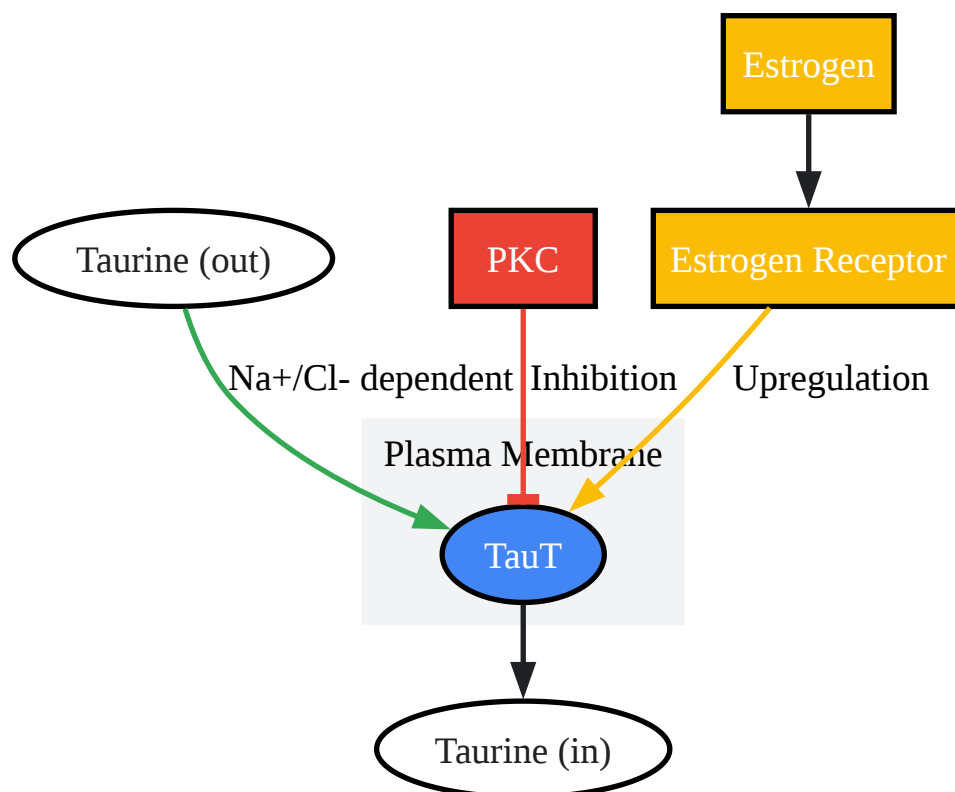 Estrogen
Taurine (out)
PKC
Estrogen Receptor
Na+/Cl- dependent
Inhibition
Upregulation
Plasma Membrane
TauT
Taurine (in)